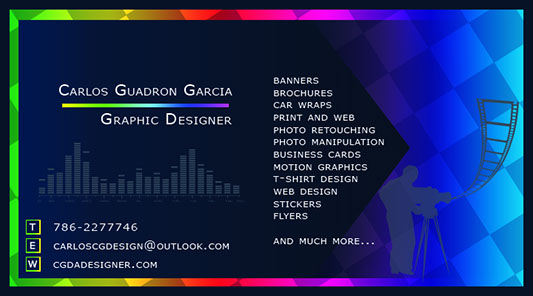 Carlos Guadron Garcia
Graphic Designer
T 786-2277746
E carloscgdesign@outlook.com
W cgdadesigner.com
BANNERS
BROCHURES
CAR WRAPS
PRINT AND WEB
PHOTO RETOUCHING
PHOTO MANIPULATION
BUSINESS CARDS
MOTION GRAPHICS
T-SHIRT DESIGN
WEB DESIGN
STICKERS
FLYERS
AND MUCH MORE...